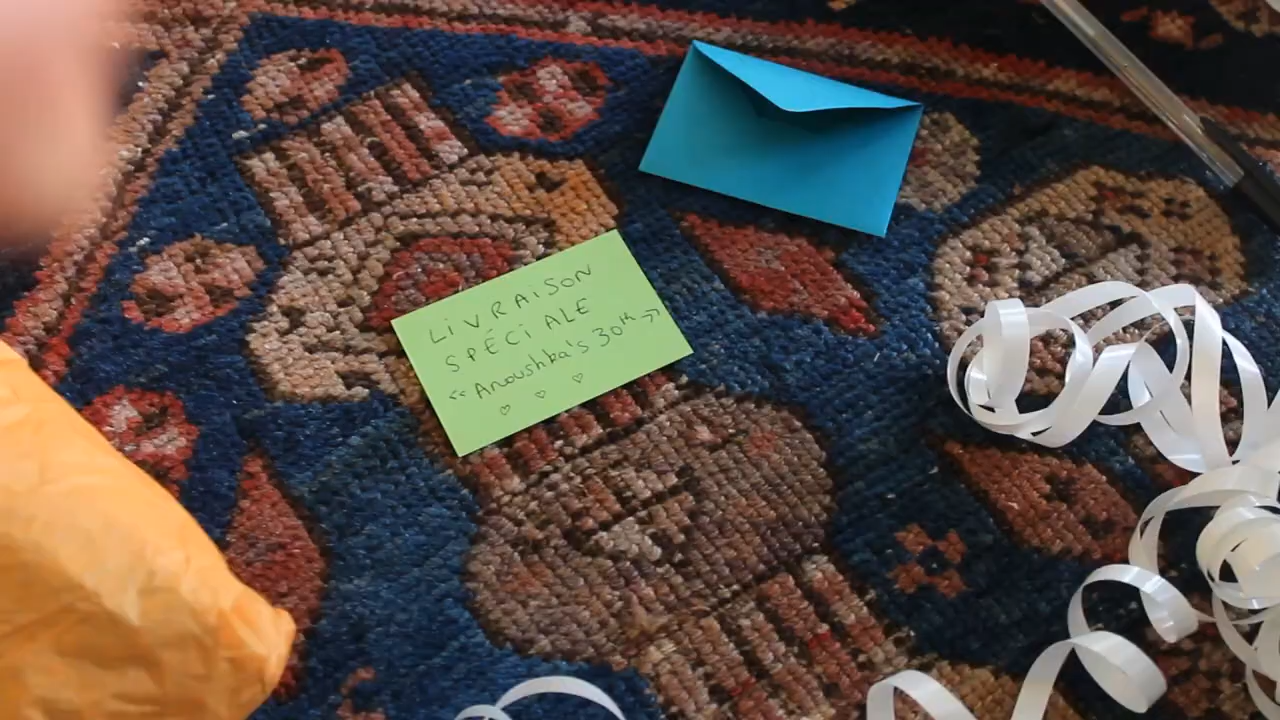 LiVRAiSON
SPÉCiALE
<< Anoushka's 30th >>
♡ ♡ ♡